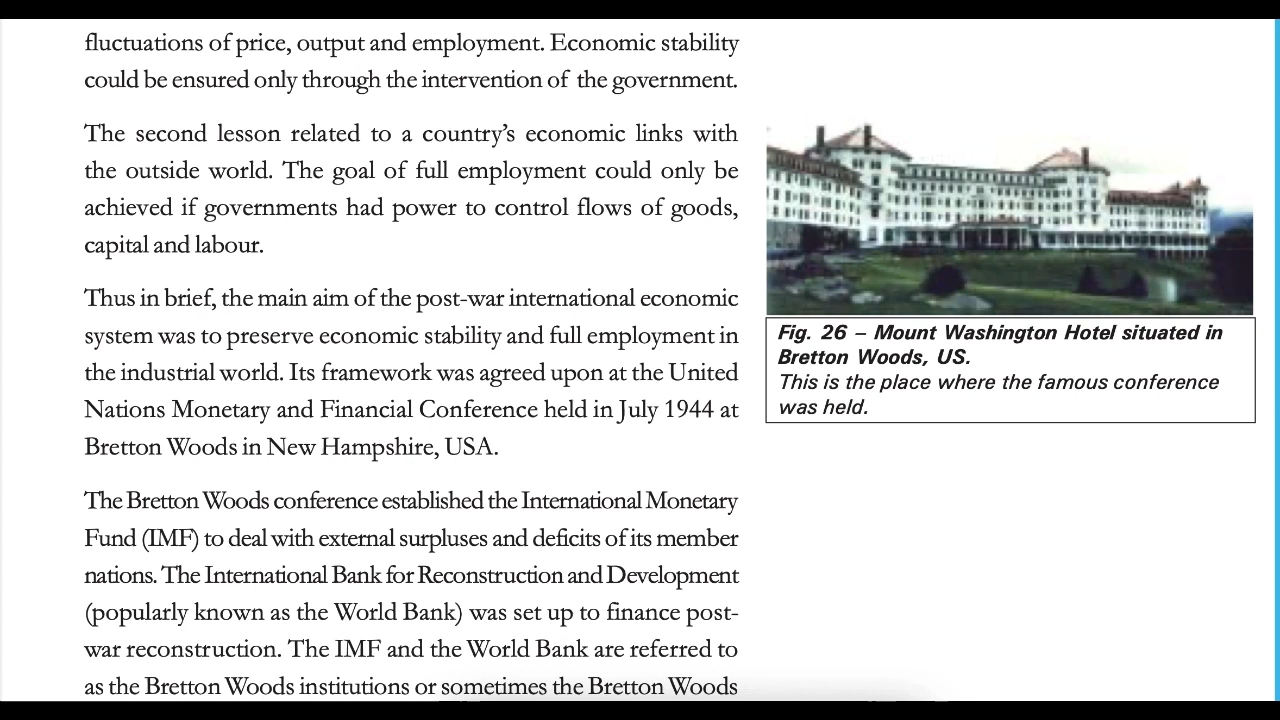 fluctuations of price, output and employment. Economic stability
could be ensured only through the intervention of the government.
The second lesson related to a country's economic links with
the outside world. The goal of full employment could only be
achieved if governments had power to control flows of goods,
capital and labour.
Thus in brief, the main aim of the post-war international economic
system was to preserve economic stability and full employment in
the industrial world. Its framework was agreed upon at the United
Nations Monetary and Financial Conference held in July 1944 at
Bretton Woods in New Hampshire, USA.
The Bretton Woods conference established the International Monetary
Fund (IMF) to deal with external surpluses and deficits of its member
nations. The International Bank for Reconstruction and Development
(popularly known as the World Bank) was set up to finance post-
war reconstruction. The IMF and the World Bank are referred to
as the Bretton Woods institutions or sometimes the Bretton Woods
Fig. 26 – Mount Washington Hotel situated in
Bretton Woods, US.
This is the place where the famous conference
was held.